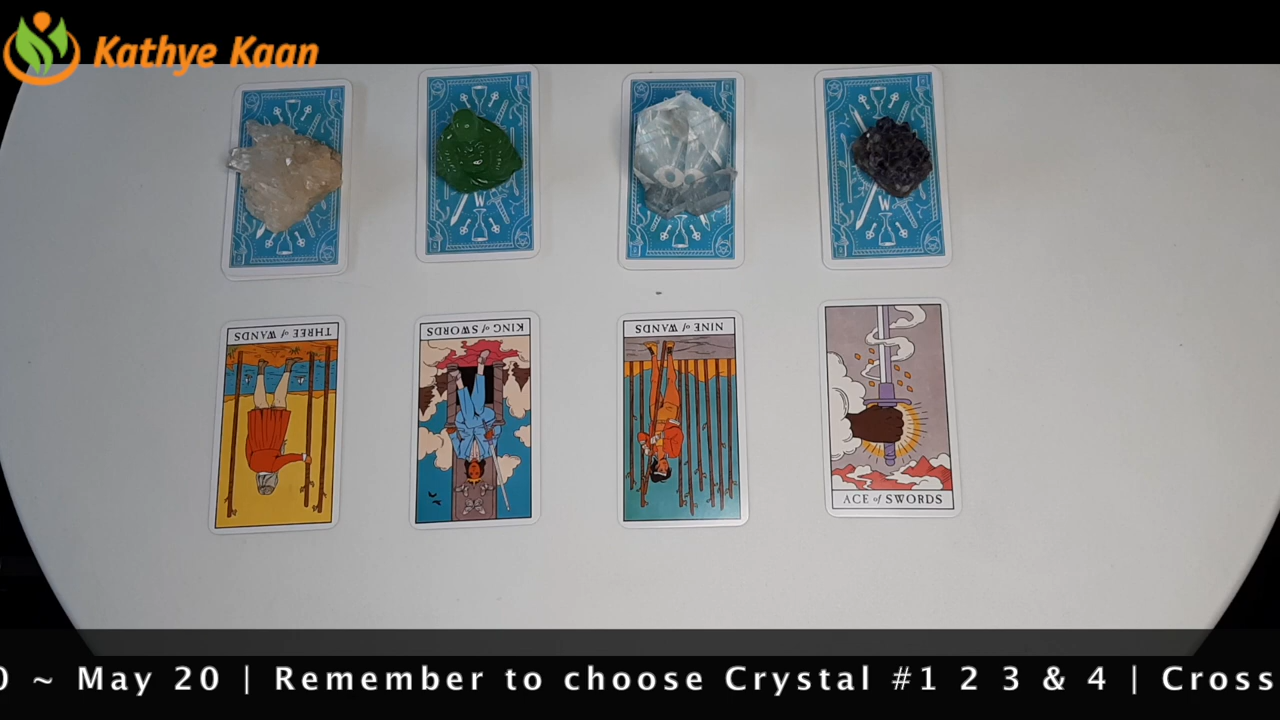 Kathye Kaan
W
W
THREE of WANDS
KING of SWORDS
NINE of WANDS
ACE of SWORDS
0 ~ May 20 | Remember to choose Crystal #1 2 3 & 4 | Cross